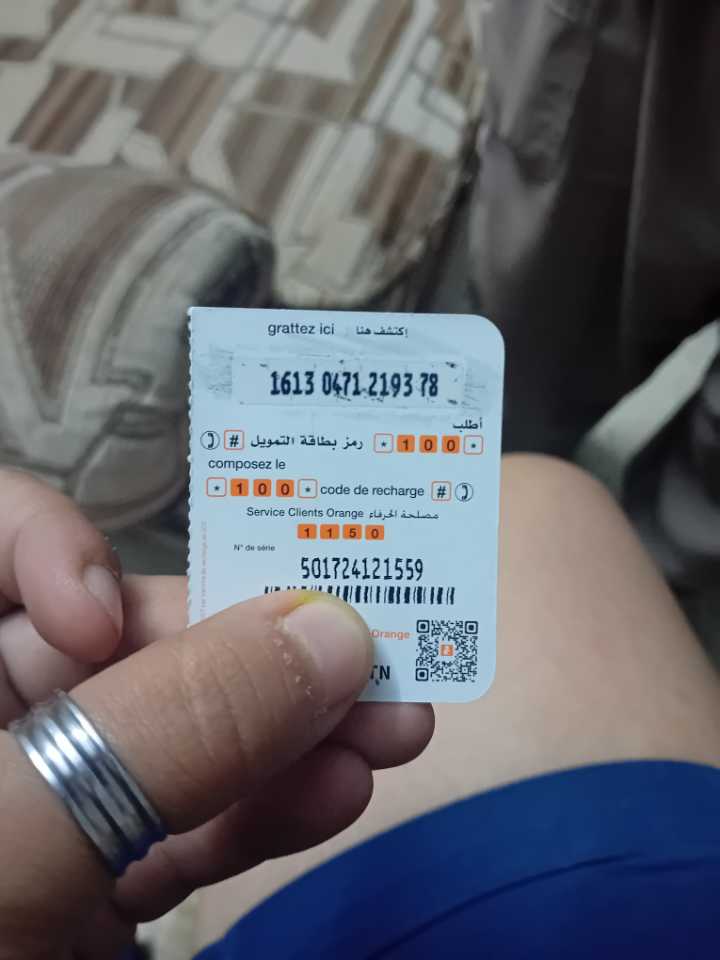 grattez ici إكتشف هنا
1613 0471 2193 78
أطلب
* 100 * رمز بطاقة التمويل #
composez le
* 100 * code de recharge #
Service Clients Orange مصلحة الحرفاء
1150
N° de série
501724121559
Orange